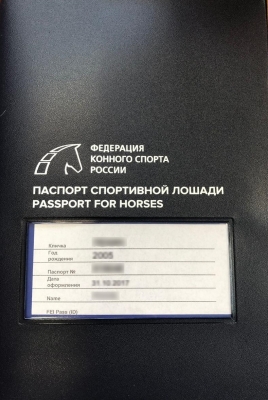 ФЕДЕРАЦИЯ
КОННОГО СПОРТА
РОССИИ
ПАСПОРТ СПОРТИВНОЙ ЛОШАДИ
PASSPORT FOR HORSES
Кличка
Год
рождения 2005
Паспорт №
Дата
оформления 31.10.2017
Name
FEI Pass (ID)